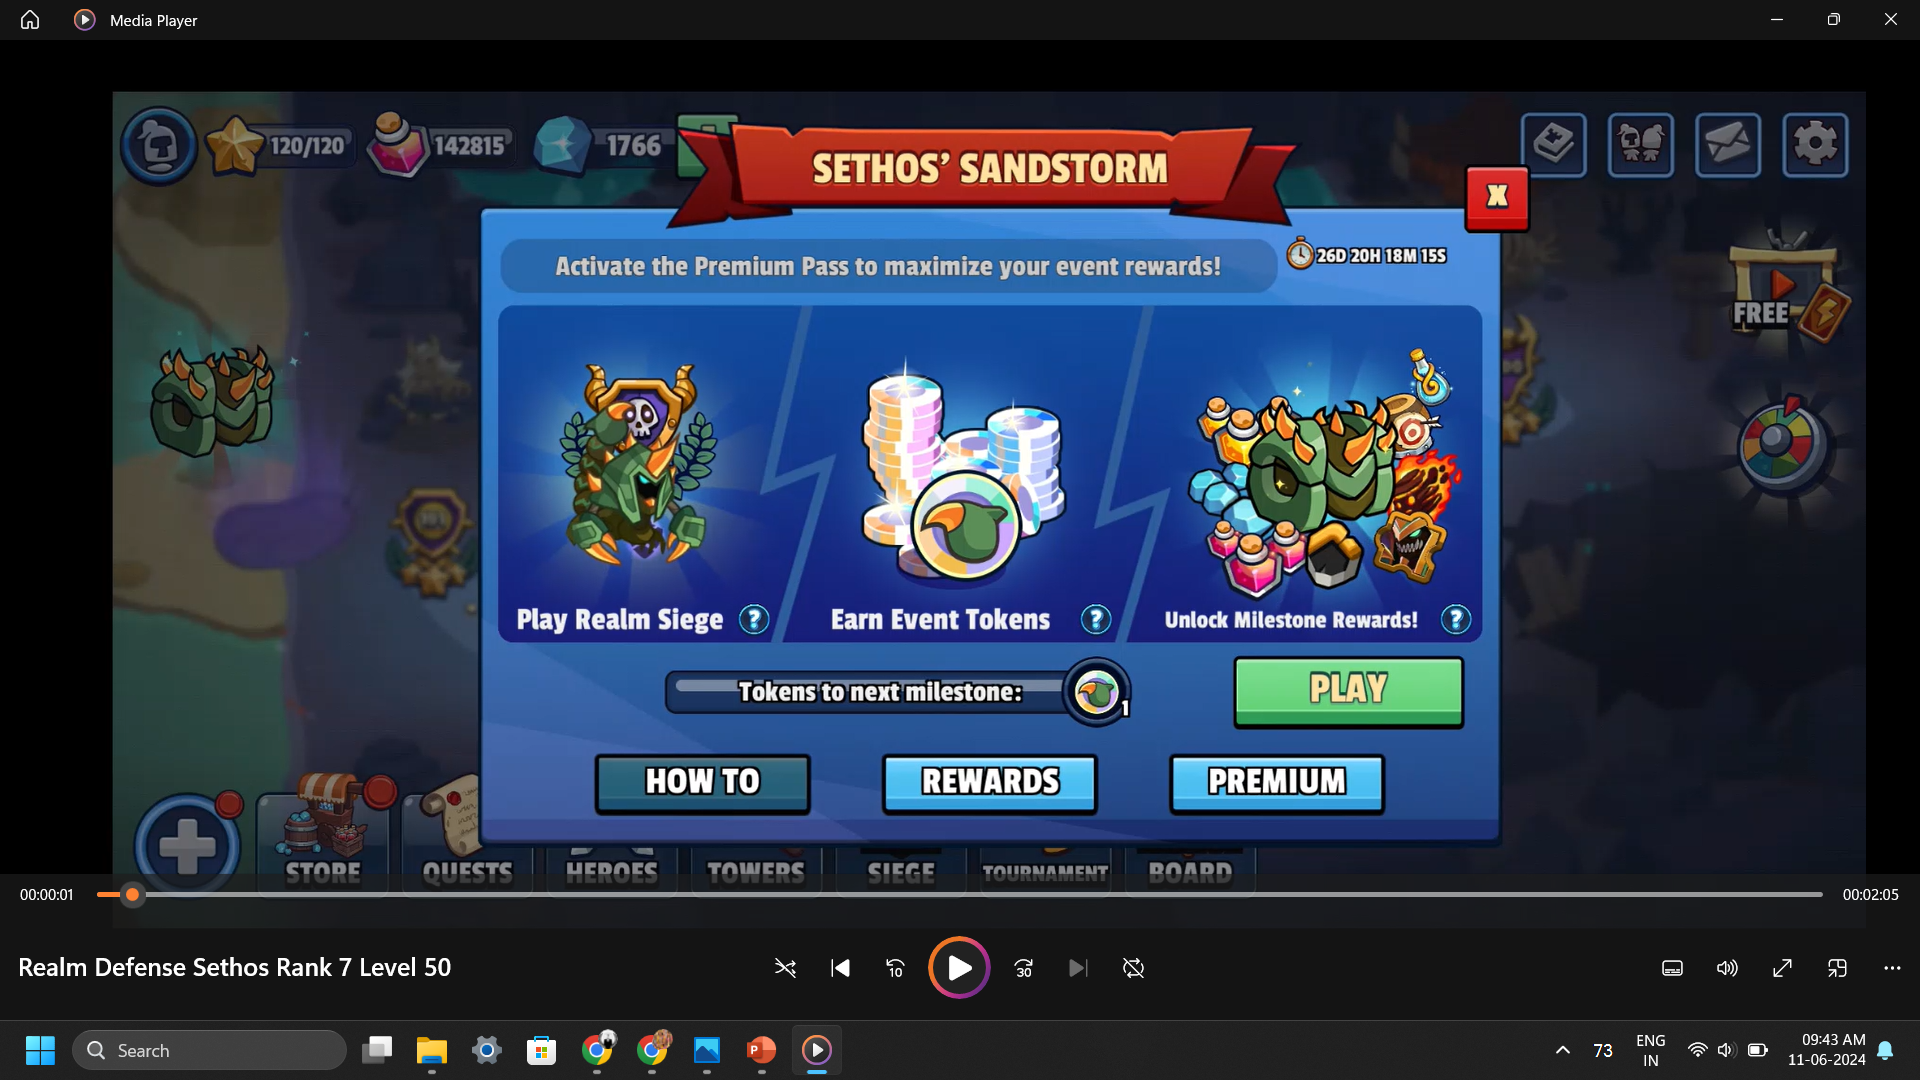 Media Player
120/120
142815
1766
SETHOS' SANDSTORM
X
Activate the Premium Pass to maximize your event rewards!
26D 20H 18M 15S
FREE
Play Realm Siege ?
Earn Event Tokens ?
Unlock Milestone Rewards! ?
Tokens to next milestone:
1
PLAY
HOW TO
REWARDS
PREMIUM
STORE
QUESTS
HEROES
TOWERS
SIEGE
TOURNAMENT
BOARD
00:00:01
00:02:05
Realm Defense Sethos Rank 7 Level 50
10
30
Search
P
73
ENG
IN
09:43 AM
11-06-2024